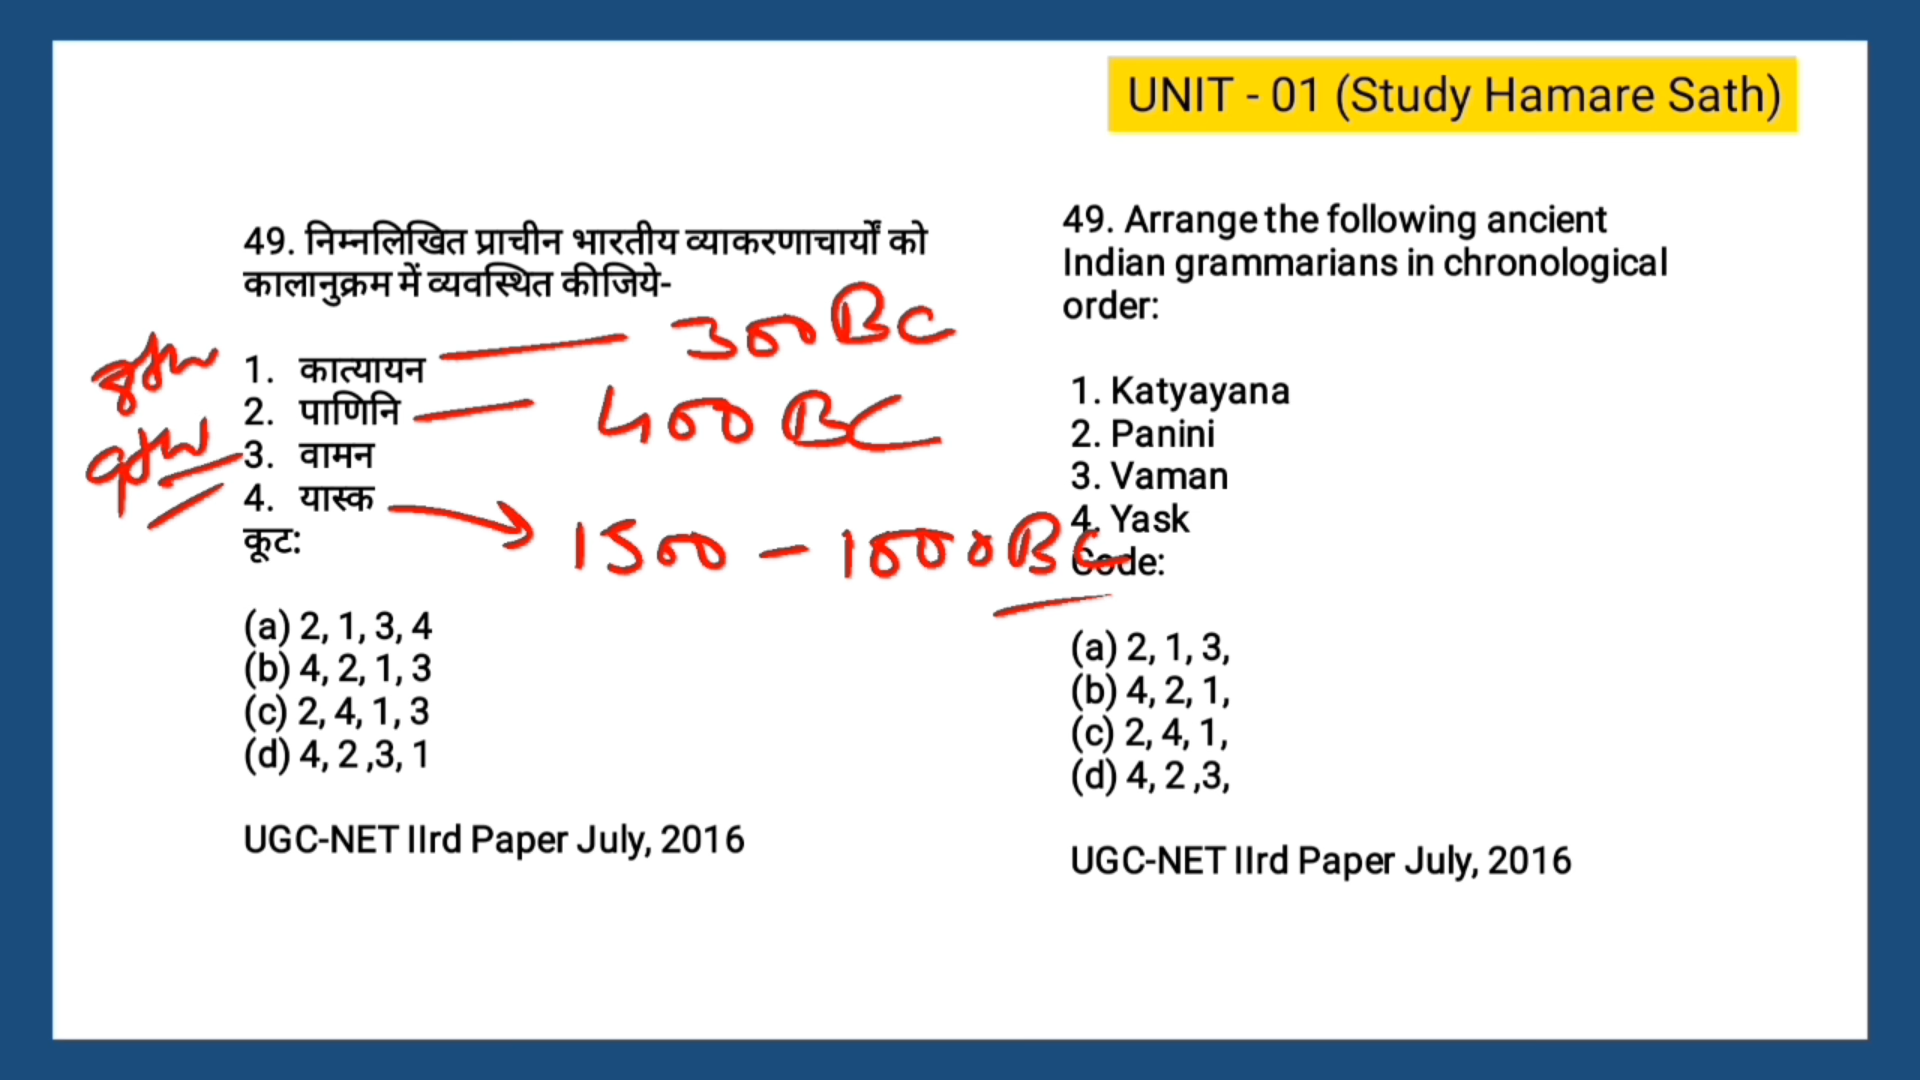 UNIT - 01 (Study Hamare Sath)
49. निम्नलिखित प्राचीन भारतीय व्याकरणाचार्यों को
कालानुक्रम में व्यवस्थित कीजिये-
8th 1. कात्यायन 300 BC
2. पाणिनि 400 BC
9th 3. वामन
4. यास्क 1500 - 1000 BC
कूट:
(a) 2, 1, 3, 4
(b) 4, 2, 1, 3
(c) 2, 4, 1, 3
(d) 4, 2 ,3, 1
UGC-NET IIrd Paper July, 2016
49. Arrange the following ancient
Indian grammarians in chronological
order:
1. Katyayana
2. Panini
3. Vaman
4. Yask
Code:
(a) 2, 1, 3,
(b) 4, 2, 1,
(c) 2, 4, 1,
(d) 4, 2 ,3,
UGC-NET IIrd Paper July, 2016